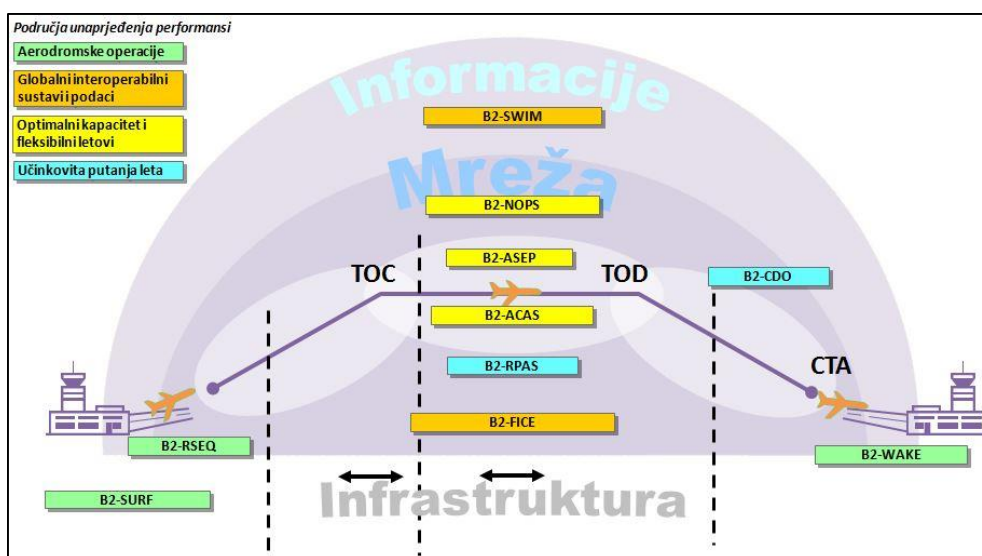 Područja unaprjeđenja performansi
Aerodromske operacije
Globalni interoperabilni
sustavi i podaci
Optimalni kapacitet i
fleksibilni letovi
Učinkovita putanja leta
Informacije
B2-SWIM
Mreža
B2-NOPS
B2-ASEP
TOC
TOD
B2-CDO
B2-ACAS
B2-RPAS
CTA
B2-FICE
B2-RSEQ
B2-WAKE
B2-SURF
Infrastruktura